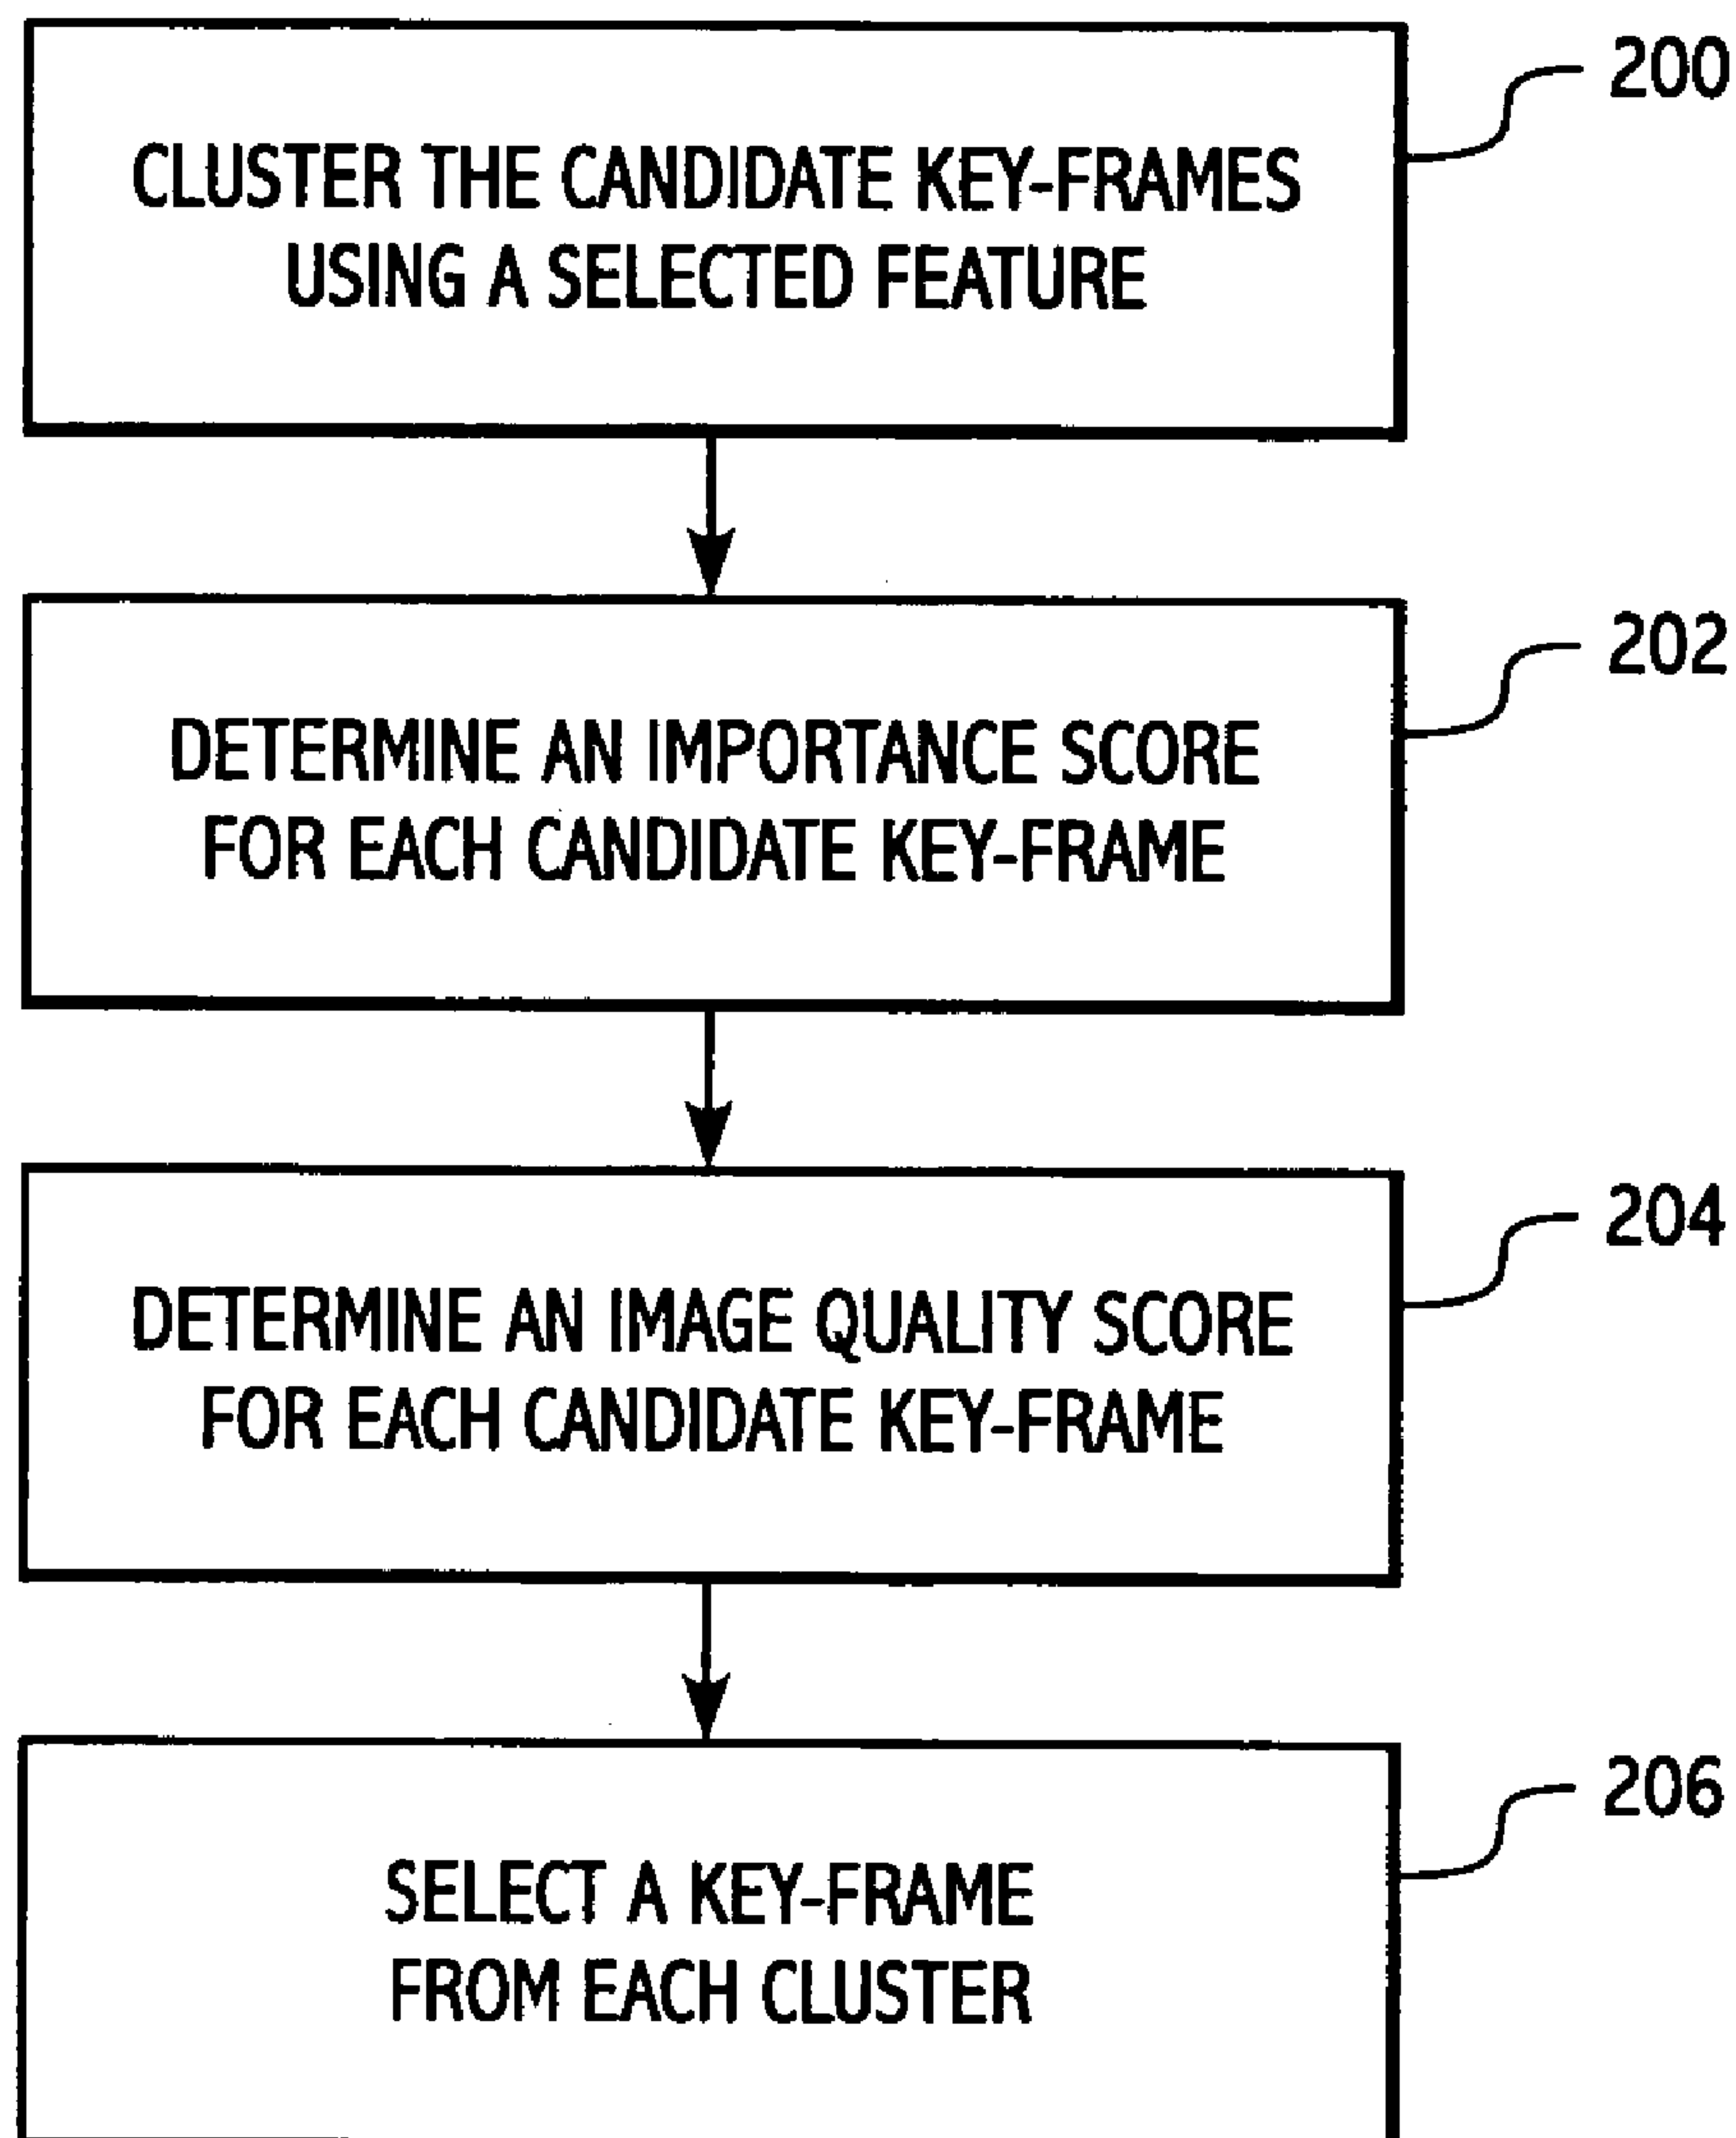 200
CLUSTER THE CANDIDATE KEY-FRAMES
USING A SELECTED FEATURE
202
DETERMINE AN IMPORTANCE SCORE
FOR EACH CANDIDATE KEY-FRAME
204
DETERMINE AN IMAGE QUALITY SCORE
FOR EACH CANDIDATE KEY-FRAME
206
SELECT A KEY-FRAME
FROM EACH CLUSTER